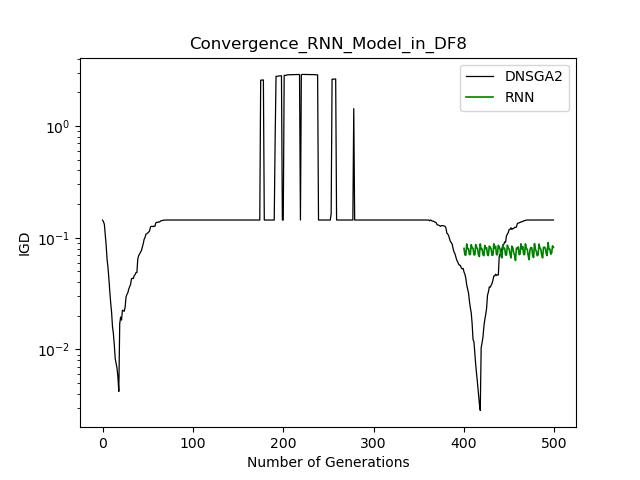 Convergence_RNN_Model_in_DF8
DNSGA2
RNN
10⁰
10⁻¹
10⁻²
IGD
0 100 200 300 400 500
Number of Generations